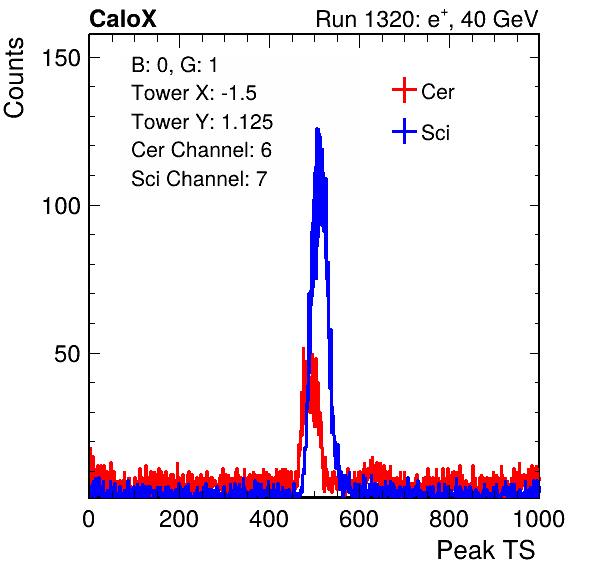 CaloX Run 1320: e⁺, 40 GeV
Counts
150
100
50
B: 0, G: 1
Tower X: -1.5
Tower Y: 1.125
Cer Channel: 6
Sci Channel: 7
Cer
Sci
0 200 400 600 800 1000
Peak TS